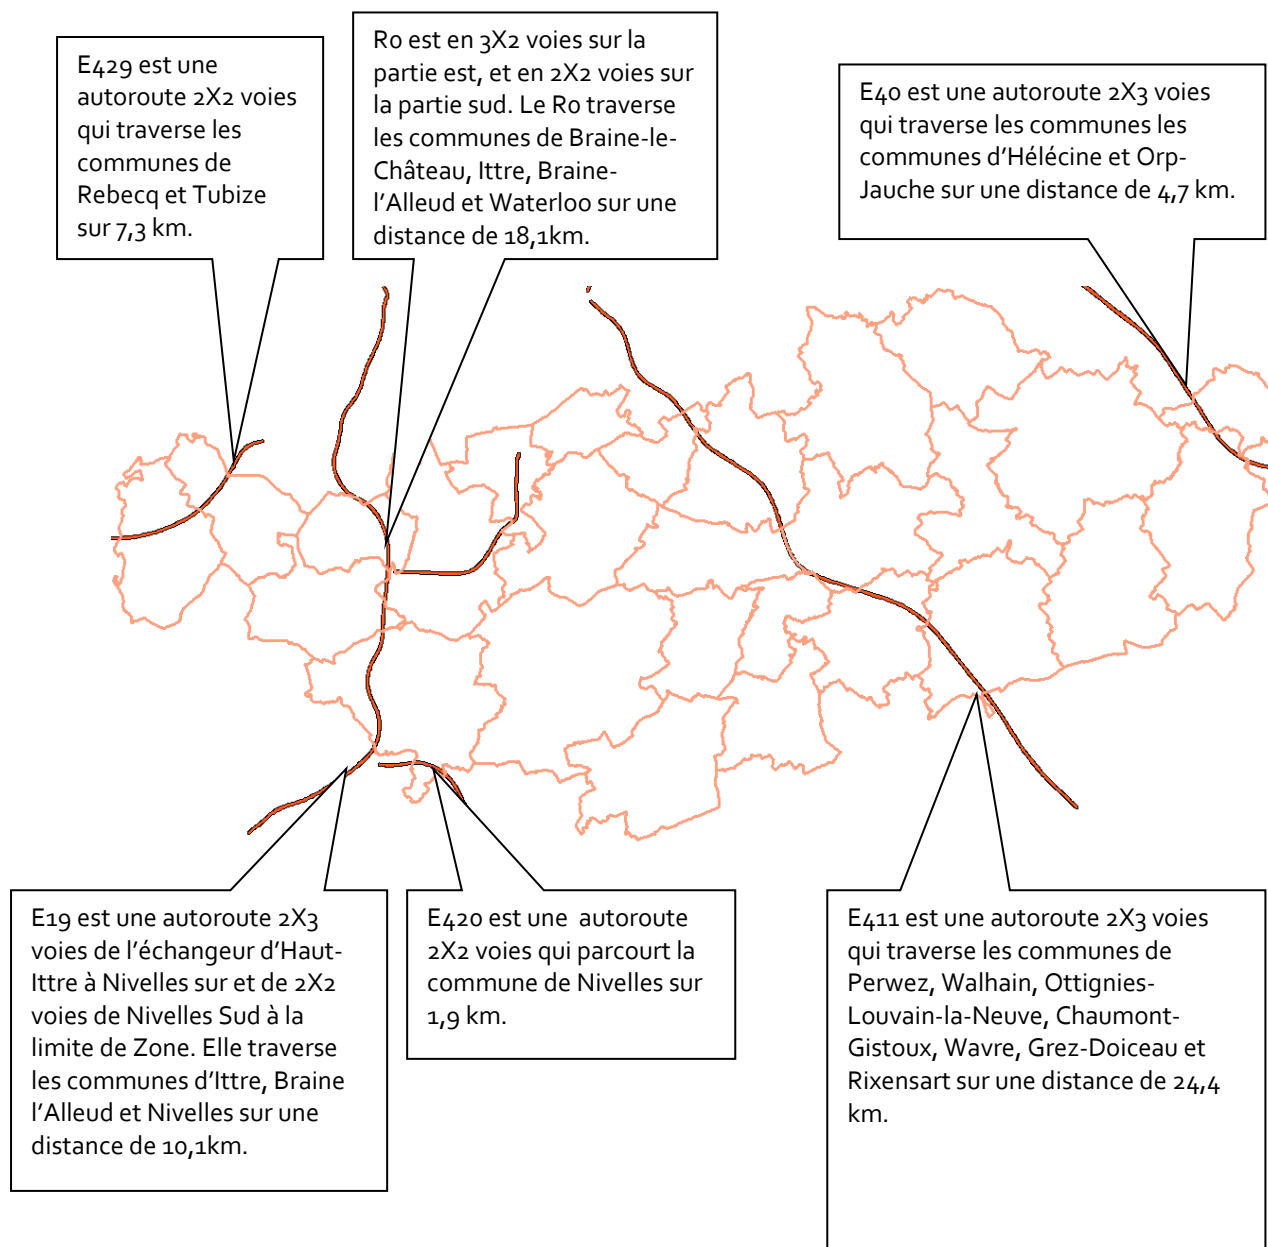 E429 est une
autoroute 2X2 voies
qui traverse les
communes de
Rebecq et Tubize
sur 7,3 km.
R0 est en 3X2 voies sur la
partie est, et en 2X2 voies sur
la partie sud. Le R0 traverse
les communes de Braine-le-
Château, Ittre, Braine-
l’Alleud et Waterloo sur une
distance de 18,1km.
E40 est une autoroute 2X3 voies
qui traverse les communes les
communes d’Hélécine et Orp-
Jauche sur une distance de 4,7 km.
E19 est une autoroute 2X3
voies de l’échangeur d’Haut-
Ittre à Nivelles sur et de 2X2
voies de Nivelles Sud à la
limite de Zone. Elle traverse
les communes d’Ittre, Braine
l’Alleud et Nivelles sur une
distance de 10,1km.
E420 est une  autoroute
2X2 voies qui parcourt la
commune de Nivelles sur
1,9 km.
E411 est une autoroute 2X3 voies
qui traverse les communes de
Perwez, Walhain, Ottignies-
Louvain-la-Neuve, Chaumont-
Gistoux, Wavre, Grez-Doiceau et
Rixensart sur une distance de 24,4
km.